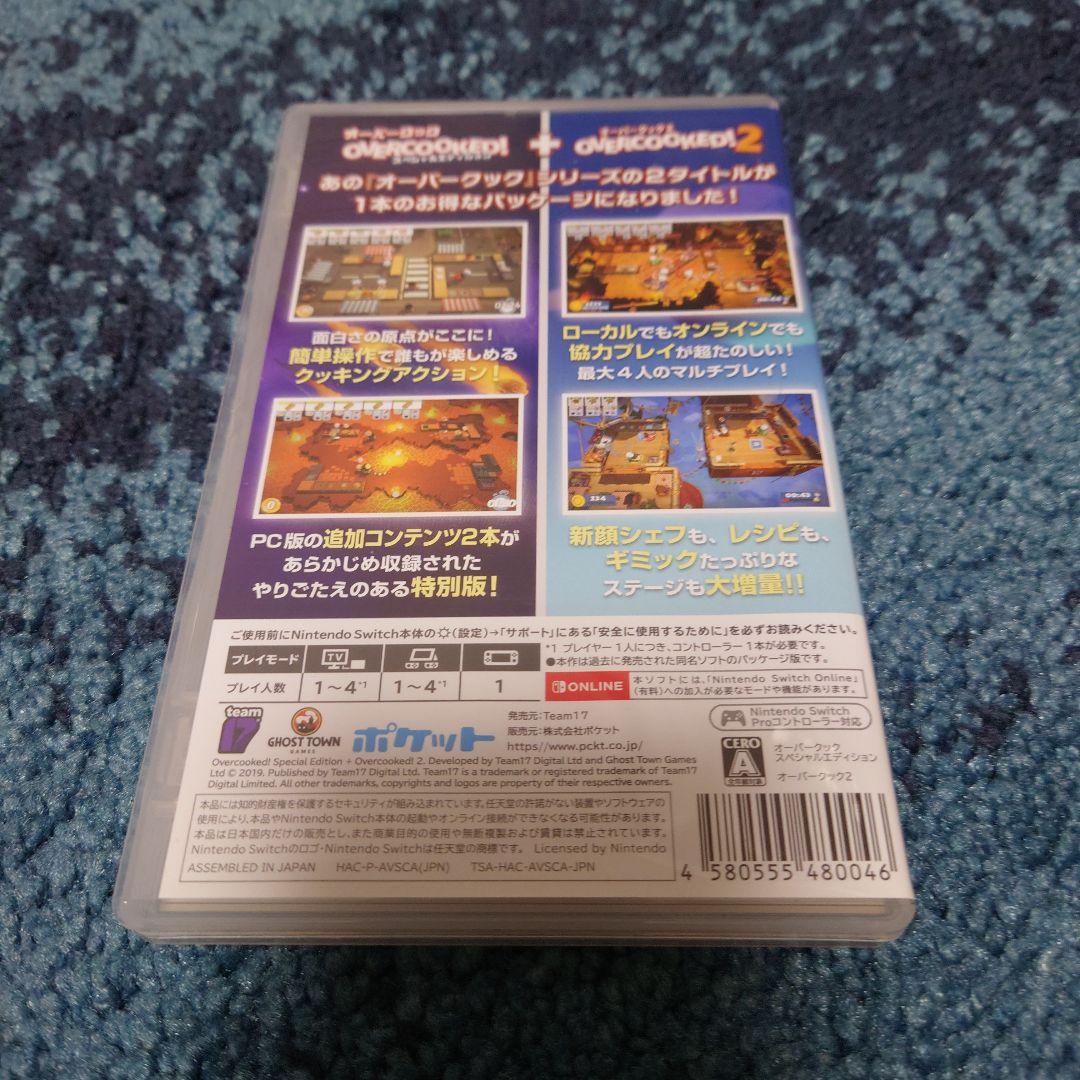 オーバークック
OVERCOOKED!
スペシャルエディション
+
オーバークック2
OVERCOOKED!2
あの『オーバークック』シリーズの2タイトルが
1本のお得なパッケージになりました!
面白さの原点がここに!
簡単操作で誰もが楽しめる
クッキングアクション!
ローカルでもオンラインでも
協力プレイが超たのしい!
最大4人のマルチプレイ!
0
234
00:43
PC版の追加コンテンツ2本が
あらかじめ収録された
やりごたえのある特別版!
新顔シェフも、レシピも、
ギミックたっぷりな
ステージも大増量!!
ご使用前にNintendo Switch本体の(設定)→「サポート」にある「安全に使用するために」を必ずお読みください。
プレイモード
TV
プレイ人数
1~4*1
1~4*1
1
*1 プレイヤー1人につき、コントローラー1本が必要です。
●本作は過去に発売された同名ソフトのパッケージ版です。
ONLINE
本ソフトには、「Nintendo Switch Online」
(有料)への加入が必要なモードや機能があります。
team
17
GHOST TOWN
GAMES
ポケット
発売元:Team17
販売元:株式会社ポケット
https//www.pckt.co.jp/
Nintendo Switch
Proコントローラー対応
CERO
A
全年齢対象
オーバークック
スペシャルエディション
オーバークック2
Overcooked! Special Edition + Overcooked! 2. Developed by Team17 Digital Ltd and Ghost Town Games
Ltd © 2019. Published by Team17 Digital Ltd. Team17 is a trademark or registered trademark of Team17
Digital Limited. All other trademarks, copyrights and logos are property of their respective owners.
本品には知的財産権を保護するセキュリティが組み込まれています。任天堂の許諾がない装置やソフトウェアの
使用により、本品やNintendo Switch本体の起動やオンライン接続ができなくなる可能性があります。
本品は日本国内だけの販売とし、また商業目的の使用や無断複製および賃貸は禁止されています。
Nintendo Switchのロゴ・Nintendo Switchは任天堂の商標です。 Licensed by Nintendo
ASSEMBLED IN JAPAN HAC-P-AVSCA(JPN) TSA-HAC-AVSCA-JPN
4 580555 480046